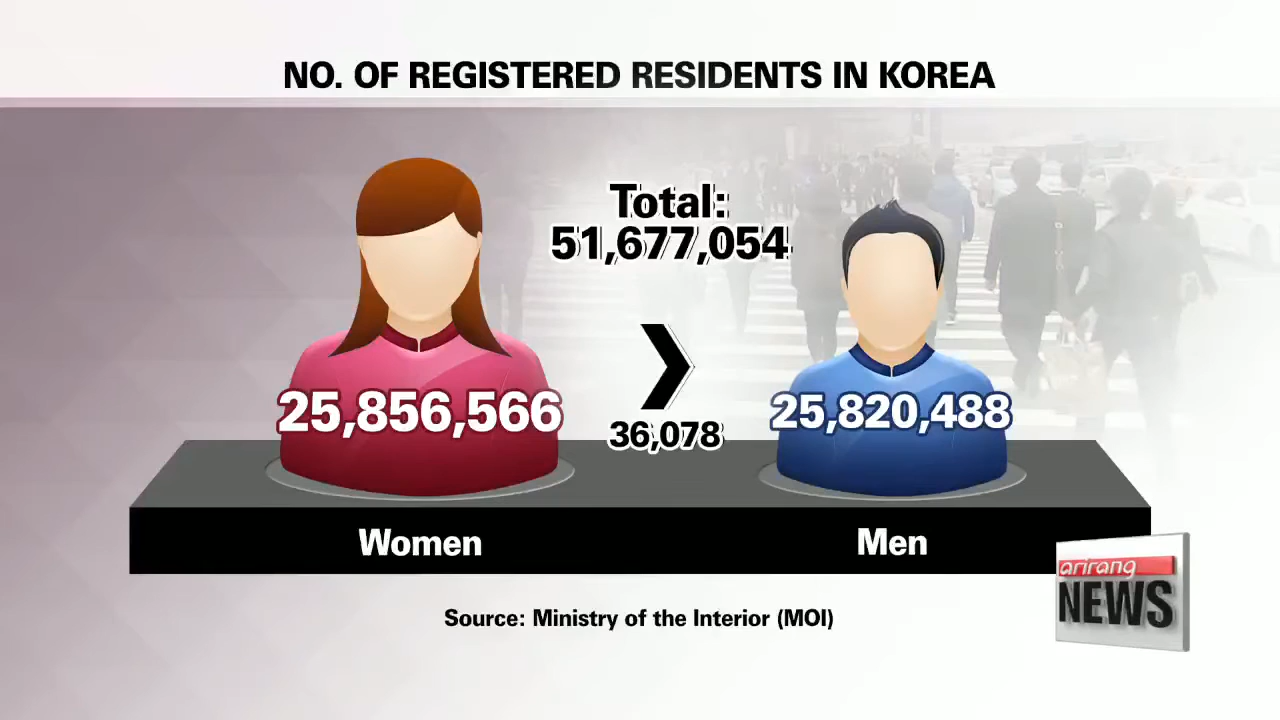 NO. OF REGISTERED RESIDENTS IN KOREA
Total:
51,677,054
25,856,566
36,078
25,820,488
Women
Men
arirang
NEWS
Source: Ministry of the Interior (MOI)